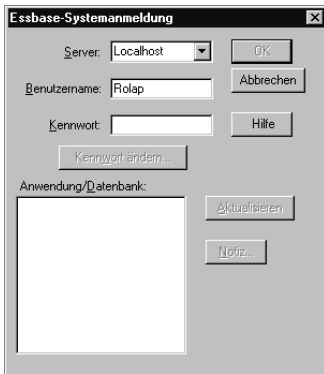 Essbase-Systemanmeldung
Server: Localhost
OK
Benutzername: Rolap
Abbrechen
Kennwort:
Hilfe
Kennwort ändern...
Anwendung/Datenbank:
Aktualisieren
Notiz...